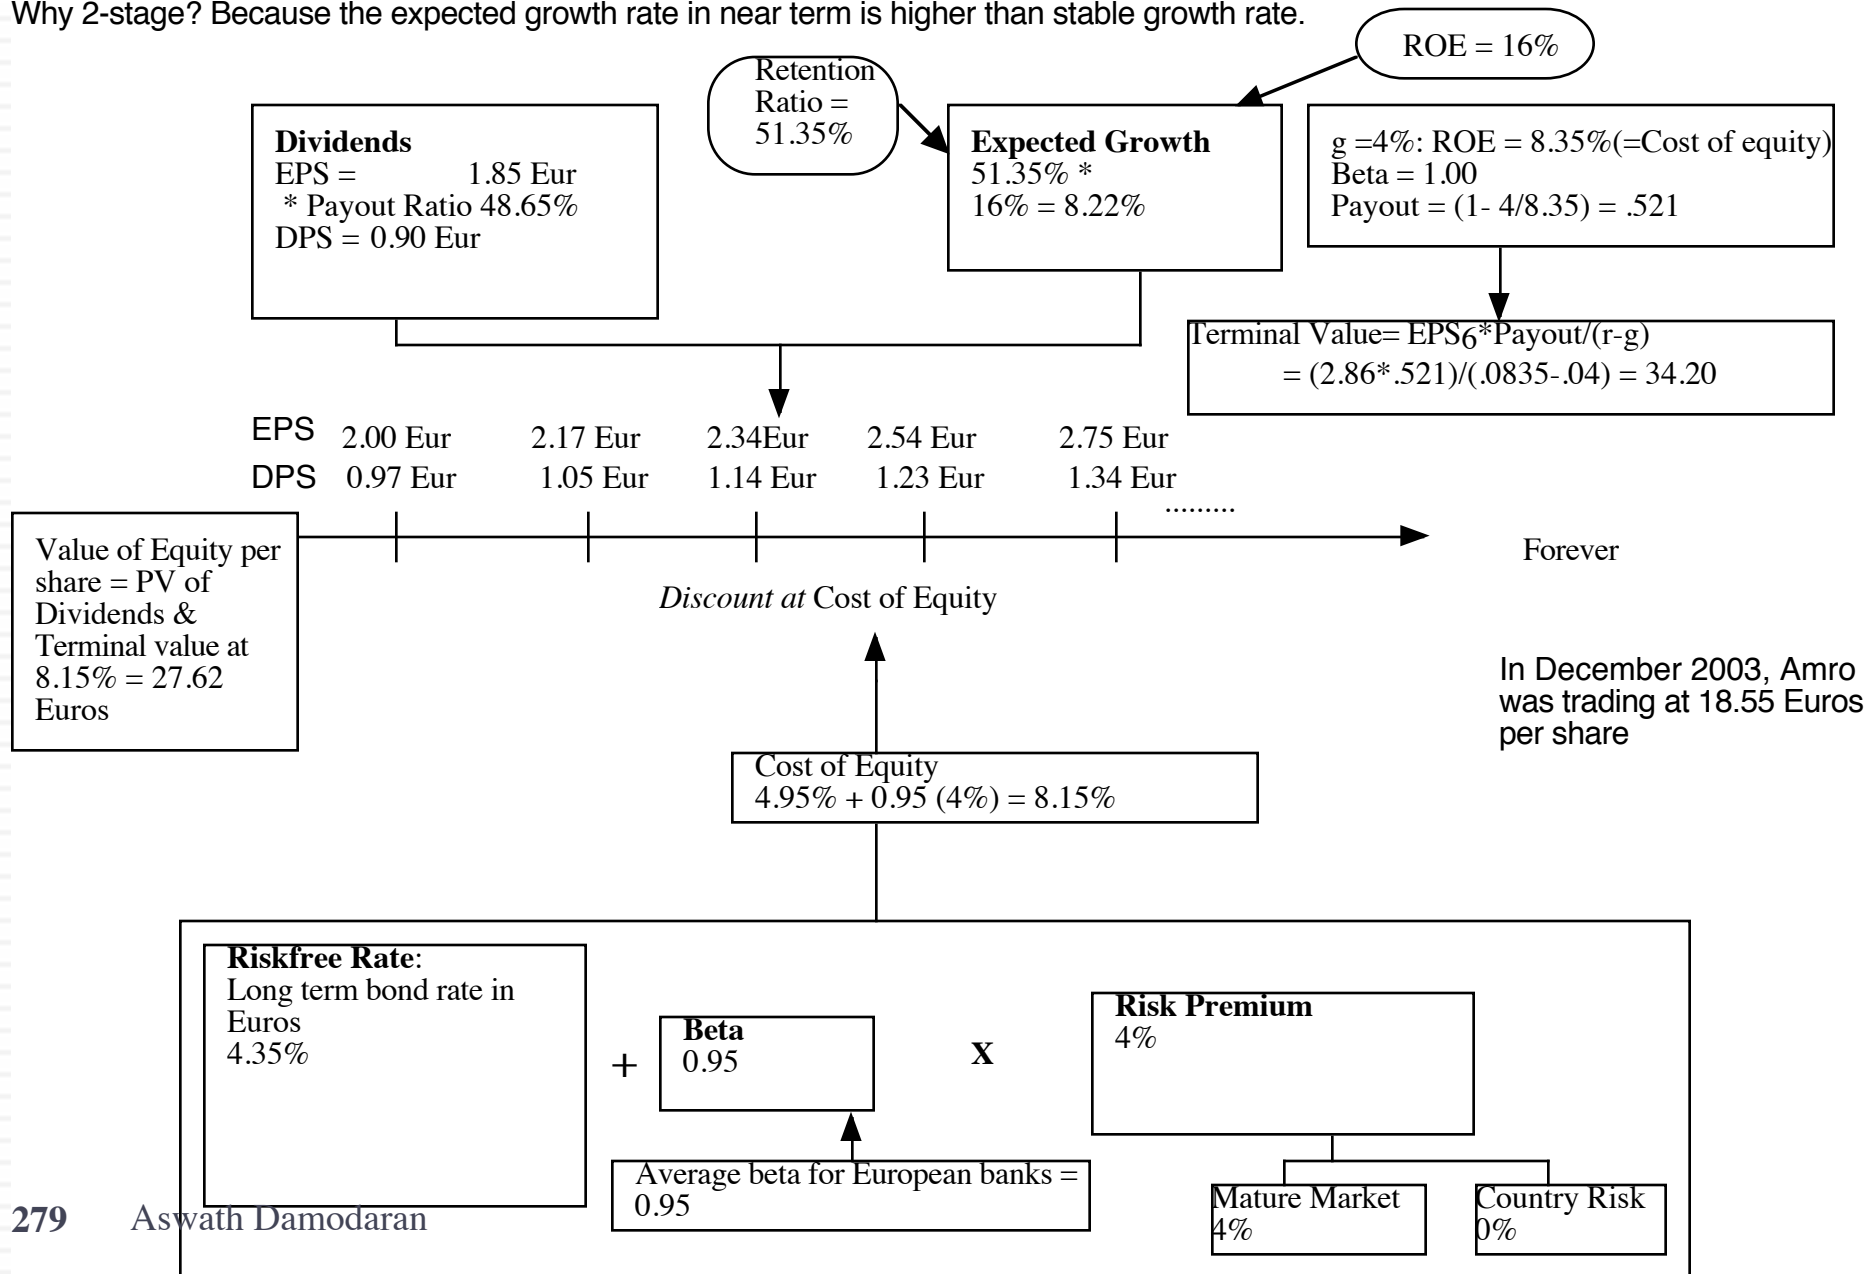 Why 2-stage? Because the expected growth rate in near term is higher than stable growth rate.
ROE = 16%
Retention
Ratio =
51.35%
Dividends
EPS = 1.85 Eur
* Payout Ratio 48.65%
DPS = 0.90 Eur
Expected Growth
51.35% *
16% = 8.22%
g =4%: ROE = 8.35%(=Cost of equity)
Beta = 1.00
Payout = (1- 4/8.35) = .521
Terminal Value= EPS6*Payout/(r-g)
= (2.86*.521)/(.0835-.04) = 34.20
EPS 2.00 Eur 2.17 Eur 2.34Eur 2.54 Eur 2.75 Eur
DPS 0.97 Eur 1.05 Eur 1.14 Eur 1.23 Eur 1.34 Eur
.........
Value of Equity per
share = PV of
Dividends &
Terminal value at
8.15% = 27.62
Euros
Forever
Discount at Cost of Equity
In December 2003, Amro
was trading at 18.55 Euros
per share
Cost of Equity
4.95% + 0.95 (4%) = 8.15%
Riskfree Rate:
Long term bond rate in
Euros
4.35%
+
Beta
0.95
X
Risk Premium
4%
Average beta for European banks =
0.95
Mature Market
4%
Country Risk
0%
279 Aswath Damodaran